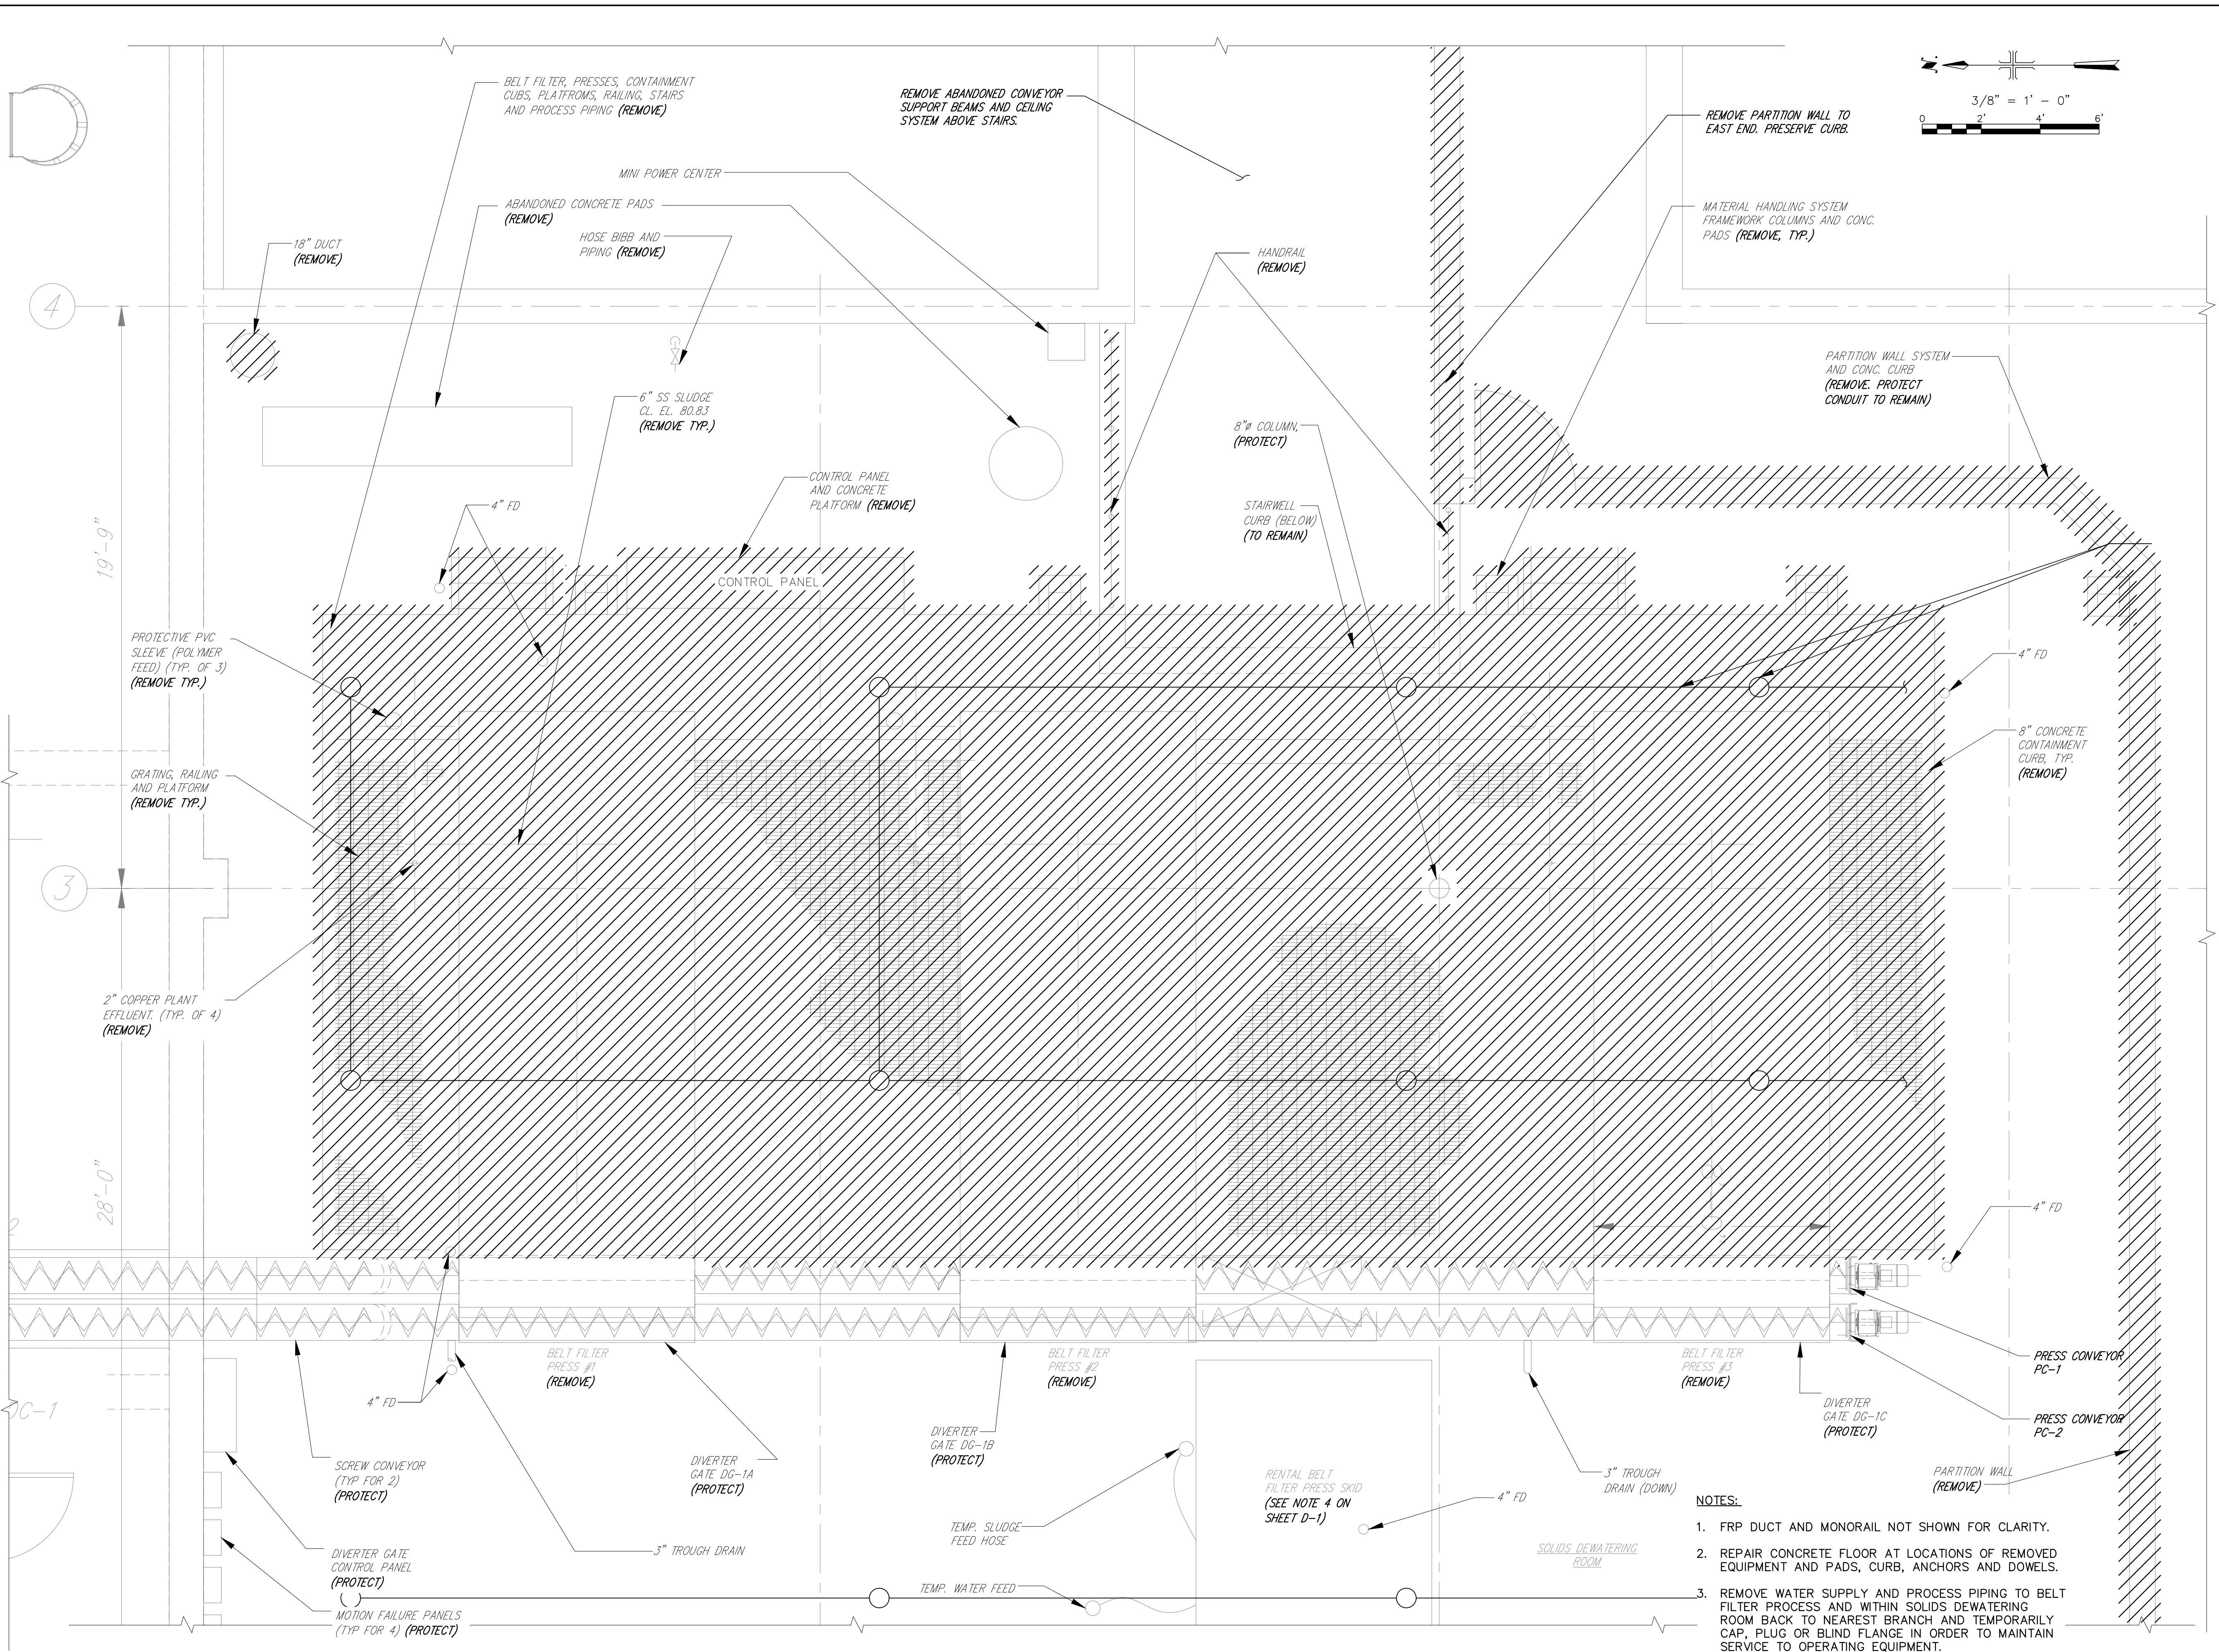 BELT FILTER, PRESSES, CONTAINMENT
CUBS, PLATFROMS, RAILING, STAIRS
AND PROCESS PIPING (REMOVE)
REMOVE ABANDONED CONVEYOR
SUPPORT BEAMS AND CEILING
SYSTEM ABOVE STAIRS.
REMOVE PARTITION WALL TO
EAST END. PRESERVE CURB.
3/8" = 1' - 0"
0 2' 4' 6'
MINI POWER CENTER
ABANDONED CONCRETE PADS
(REMOVE)
MATERIAL HANDLING SYSTEM
FRAMEWORK COLUMNS AND CONC.
PADS (REMOVE, TYP.)
18" DUCT
(REMOVE)
HOSE BIBB AND
PIPING (REMOVE)
HANDRAIL
(REMOVE)
4
PARTITION WALL SYSTEM
AND CONC. CURB
(REMOVE. PROTECT
CONDUIT TO REMAIN)
6" SS SLUDGE
CL. EL. 80.83
(REMOVE TYP.)
8"ø COLUMN,
(PROTECT)
CONTROL PANEL
AND CONCRETE
PLATFORM (REMOVE)
4" FD
STAIRWELL
CURB (BELOW)
(TO REMAIN)
19'-9"
CONTROL PANEL
PROTECTIVE PVC
SLEEVE (POLYMER
FEED) (TYP. OF 3)
(REMOVE TYP.)
4" FD
8" CONCRETE
CONTAINMENT
CURB, TYP.
(REMOVE)
GRATING, RAILING
AND PLATFORM
(REMOVE TYP.)
3
2" COPPER PLANT
EFFLUENT. (TYP. OF 4)
(REMOVE)
28'-0"
2
4" FD
BELT FILTER
PRESS #1
(REMOVE)
BELT FILTER
PRESS #2
(REMOVE)
BELT FILTER
PRESS #3
(REMOVE)
PRESS CONVEYOR
PC-1
4" FD
DC-1
DIVERTER
GATE DG-1C
(PROTECT)
PRESS CONVEYOR
PC-2
DIVERTER
GATE DG-1B
(PROTECT)
SCREW CONVEYOR
(TYP FOR 2)
(PROTECT)
DIVERTER
GATE DG-1A
(PROTECT)
RENTAL BELT
FILTER PRESS SKID
(SEE NOTE 4 ON
SHEET D-1)
4" FD
3" TROUGH
DRAIN (DOWN)
PARTITION WALL
(REMOVE)
TEMP. SLUDGE
FEED HOSE
3" TROUGH DRAIN
SOLIDS DEWATERING
ROOM
DIVERTER GATE
CONTROL PANEL
(PROTECT)
TEMP. WATER FEED
MOTION FAILURE PANELS
(TYP FOR 4) (PROTECT)
NOTES:
1. FRP DUCT AND MONORAIL NOT SHOWN FOR CLARITY.
2. REPAIR CONCRETE FLOOR AT LOCATIONS OF REMOVED
EQUIPMENT AND PADS, CURB, ANCHORS AND DOWELS.
3. REMOVE WATER SUPPLY AND PROCESS PIPING TO BELT
FILTER PROCESS AND WITHIN SOLIDS DEWATERING
ROOM BACK TO NEAREST BRANCH AND TEMPORARILY
CAP, PLUG OR BLIND FLANGE IN ORDER TO MAINTAIN
SERVICE TO OPERATING EQUIPMENT.